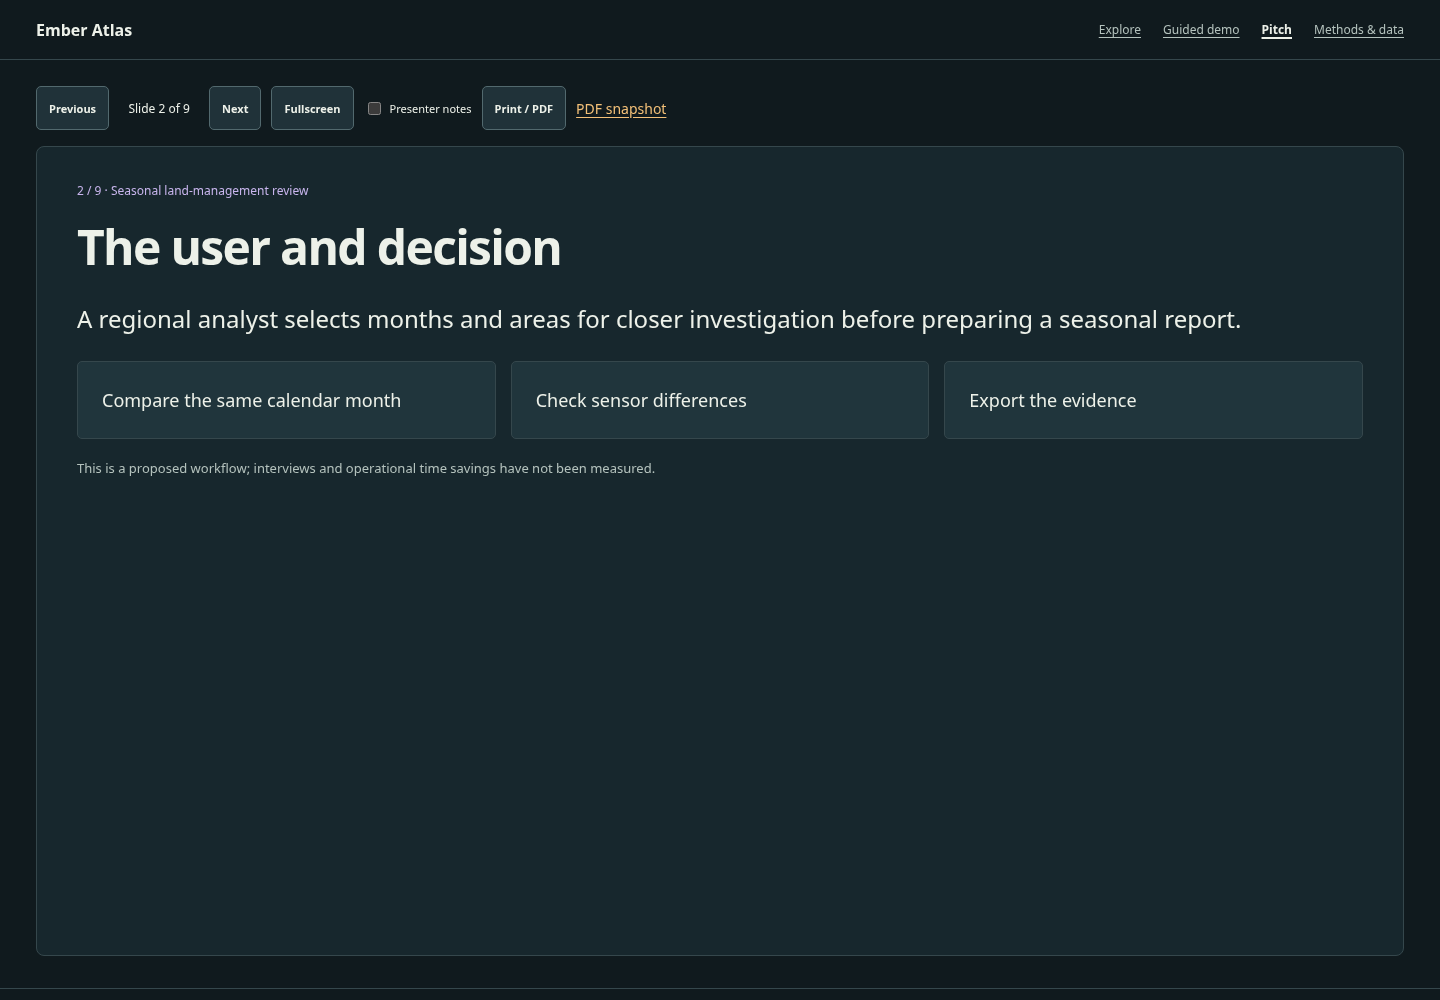 Ember Atlas
Explore
Guided demo
Pitch
Methods & data
Previous
Slide 2 of 9
Next
Fullscreen
Presenter notes
Print / PDF
PDF snapshot
2 / 9 · Seasonal land-management review
The user and decision
A regional analyst selects months and areas for closer investigation before preparing a seasonal report.
Compare the same calendar month
Check sensor differences
Export the evidence
This is a proposed workflow; interviews and operational time savings have not been measured.